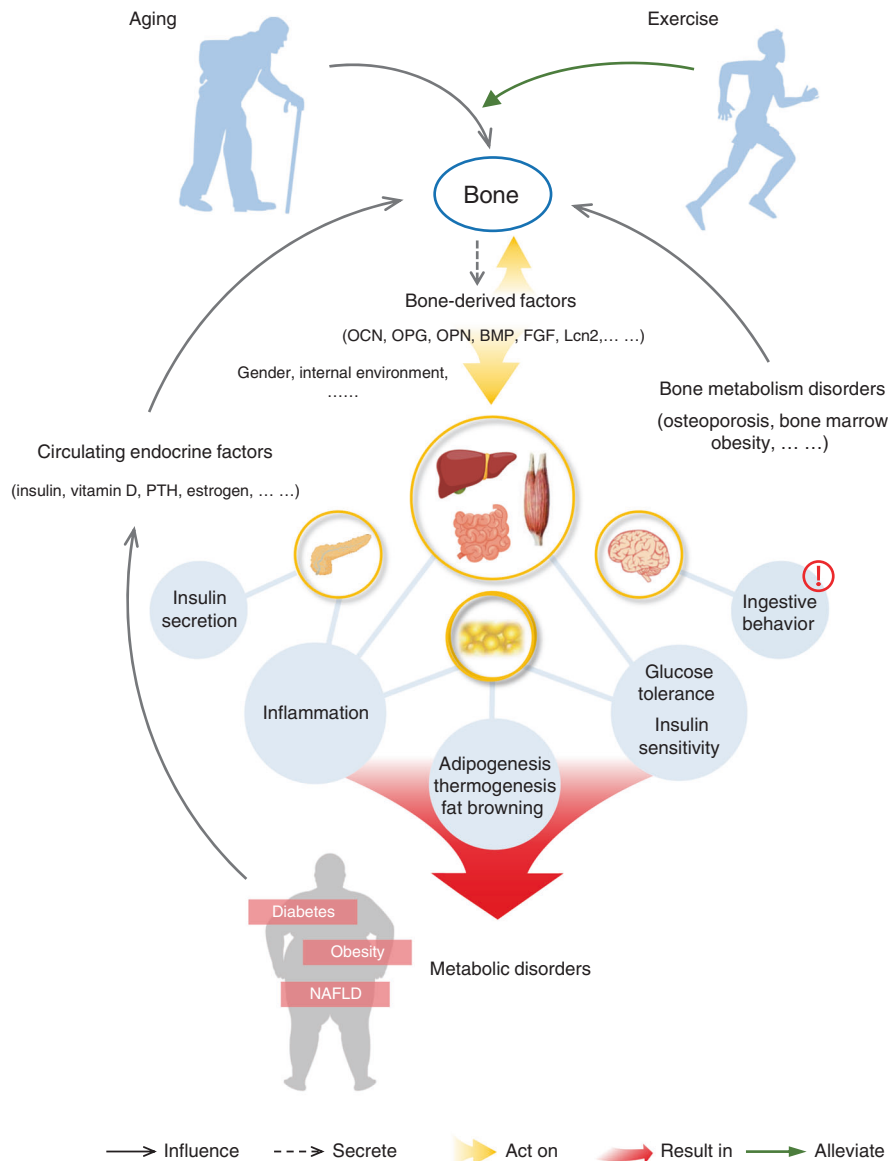 Aging
Exercise
Bone
Bone-derived factors
(OCN, OPG, OPN, BMP, FGF, Lcn2,... ...)
Gender, internal environment,
......
Bone metabolism disorders
(osteoporosis, bone marrow
obesity, ... ...)
Circulating endocrine factors
(insulin, vitamin D, PTH, estrogen, ... ...)
Insulin
secretion
!
Ingestive
behavior
Inflammation
Glucose
tolerance
Insulin
sensitivity
Adipogenesis
thermogenesis
fat browning
Diabetes
Obesity
NAFLD
Metabolic disorders
Influence
Secrete
Act on
Result in
Alleviate